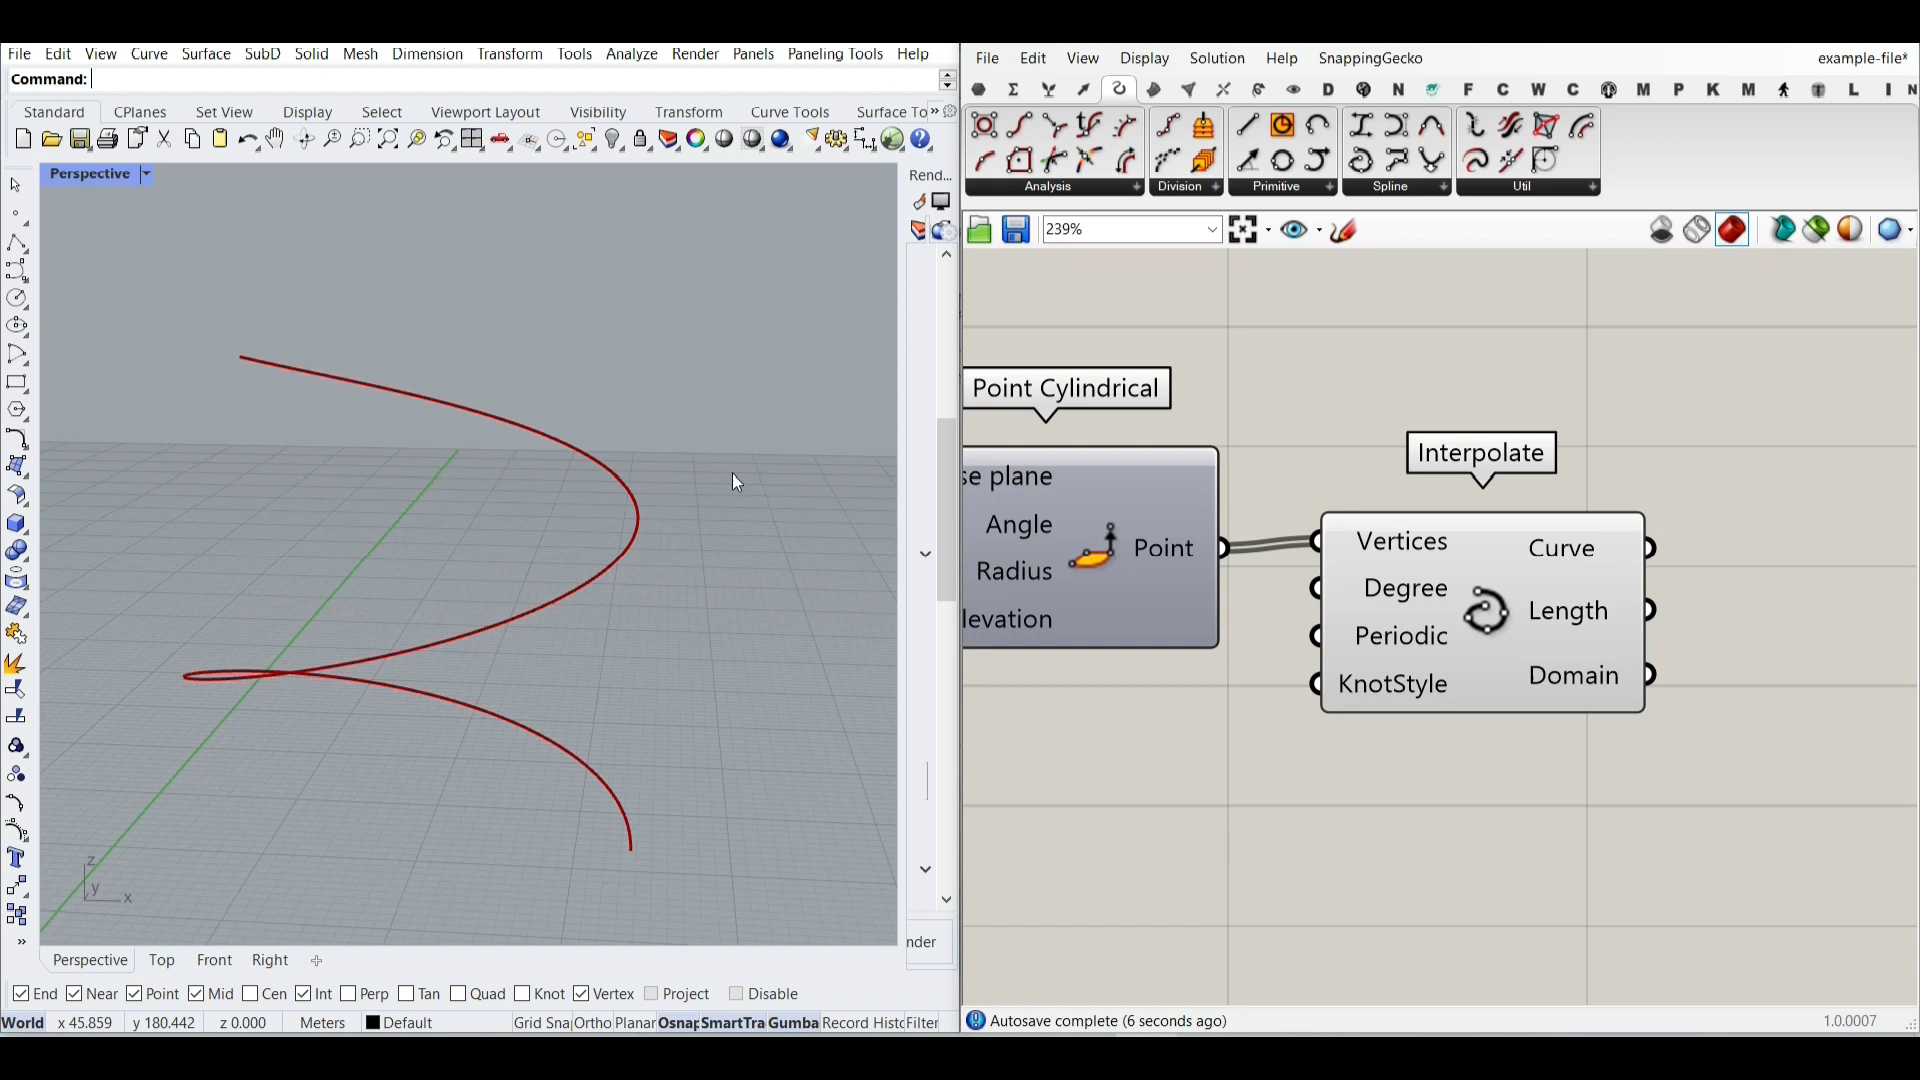 File Edit View Curve Surface SubD Solid Mesh Dimension Transform Tools Analyze Render Panels Paneling Tools Help
Command:
Standard CPlanes Set View Display Select Viewport Layout Visibility Transform Curve Tools Surface To
Perspective
Rend...
z
y
x
nder
Perspective Top Front Right
End Near Point Mid Cen Int Perp Tan Quad Knot Vertex Project Disable
World x 45.859 y 180.442 z 0.000 Meters Default Grid Sna Ortho Planar Osnap SmartTra Gumba Record Histo Filter
File Edit View Display Solution Help SnappingGecko example-file*
D N F C W C M P K M L I N
Analysis Division Primitive Spline Util
239%
Point Cylindrical
se plane
Angle
Radius
levation
Point
Interpolate
Vertices
Degree
Periodic
KnotStyle
Curve
Length
Domain
Autosave complete (6 seconds ago) 1.0.0007